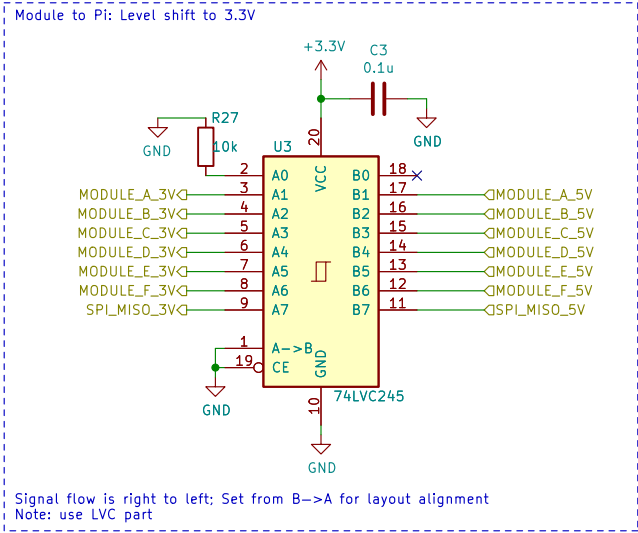 Module to Pi: Level shift to 3.3V
+3.3V
C3
0.1u
GND
R27
10k
GND
U3
20
VCC
2 A0 B0 18
MODULE_A_3V 3 A1 B1 17 MODULE_A_5V
MODULE_B_3V 4 A2 B2 16 MODULE_B_5V
MODULE_C_3V 5 A3 B3 15 MODULE_C_5V
MODULE_D_3V 6 A4 B4 14 MODULE_D_5V
MODULE_E_3V 7 A5 B5 13 MODULE_E_5V
MODULE_F_3V 8 A6 B6 12 MODULE_F_5V
SPI_MISO_3V 9 A7 B7 11 SPI_MISO_5V
1 A->B
19 CE
GND
GND
10
74LVC245
GND
Signal flow is right to left; Set from B->A for layout alignment
Note: use LVC part